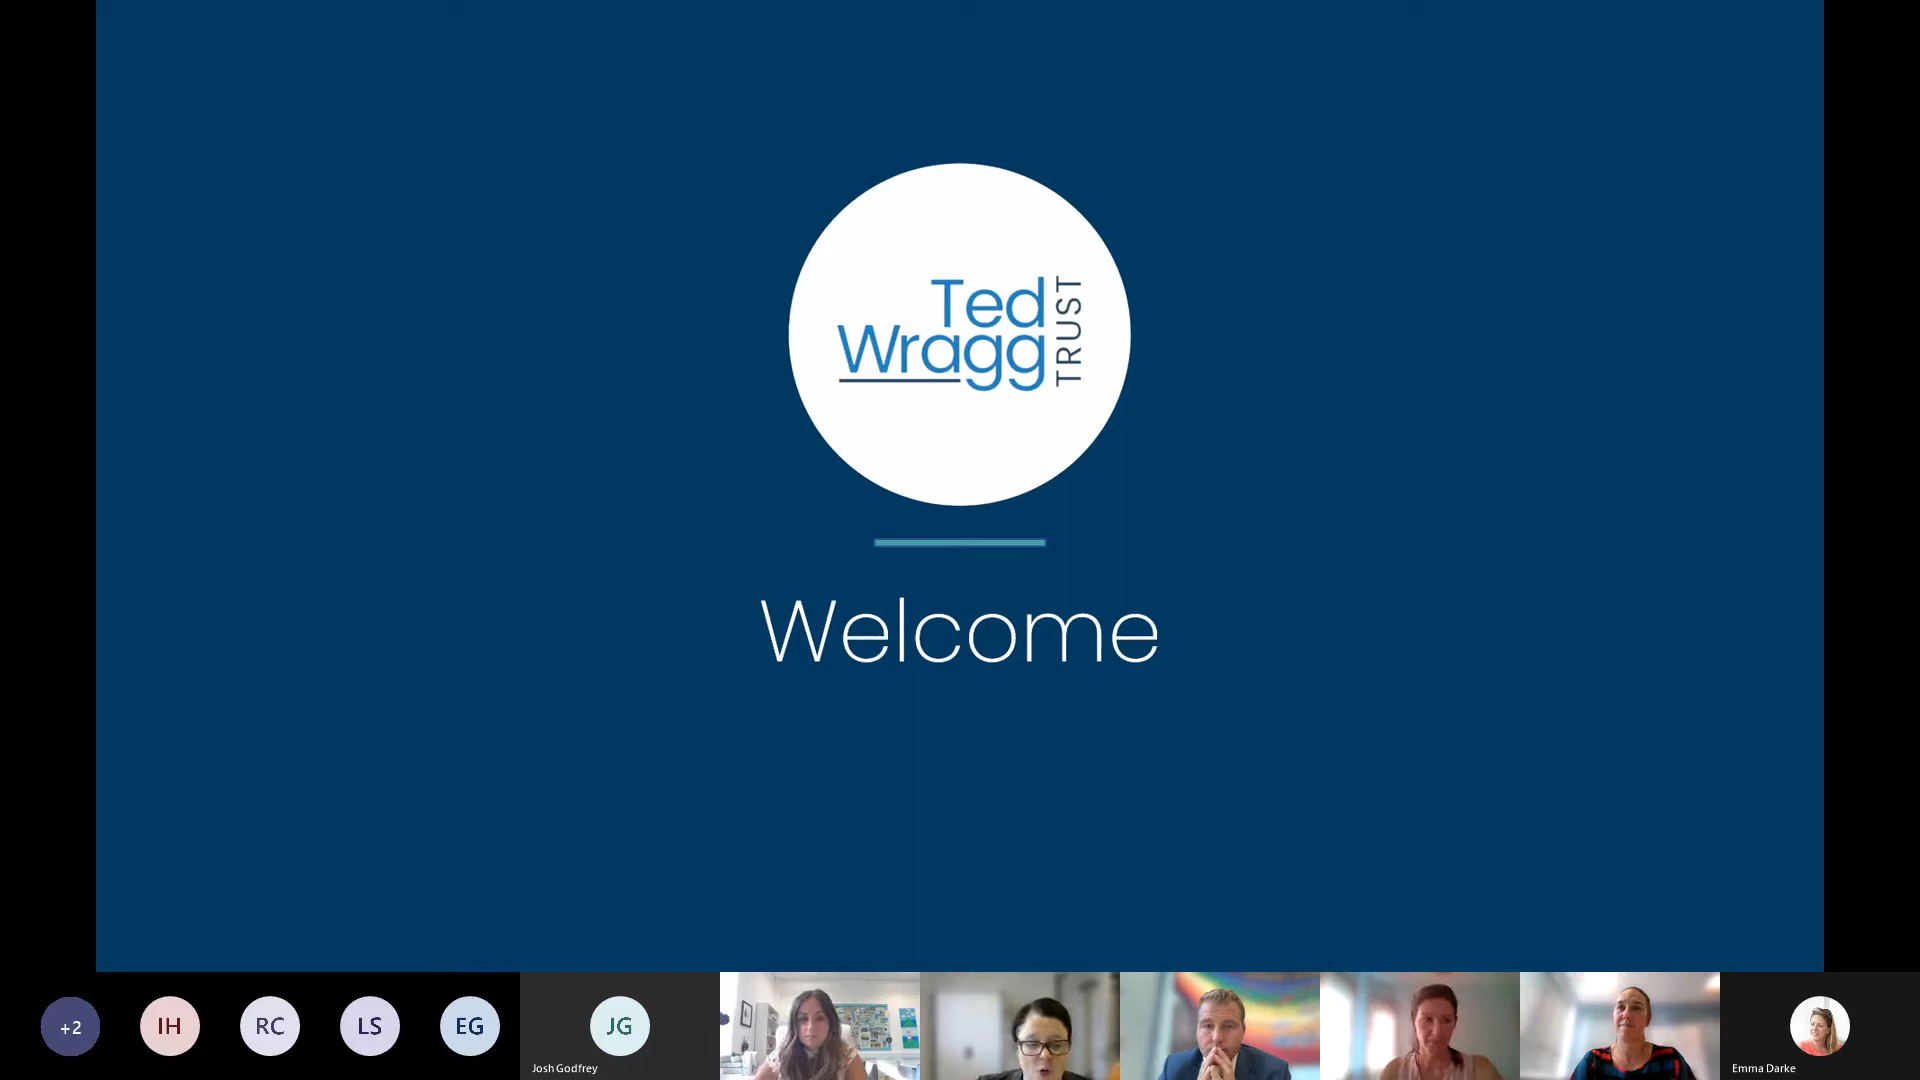 Ted
Wragg
TRUST
Welcome
+2
IH
RC
LS
EG
JG
Josh Godfrey
Emma Darke